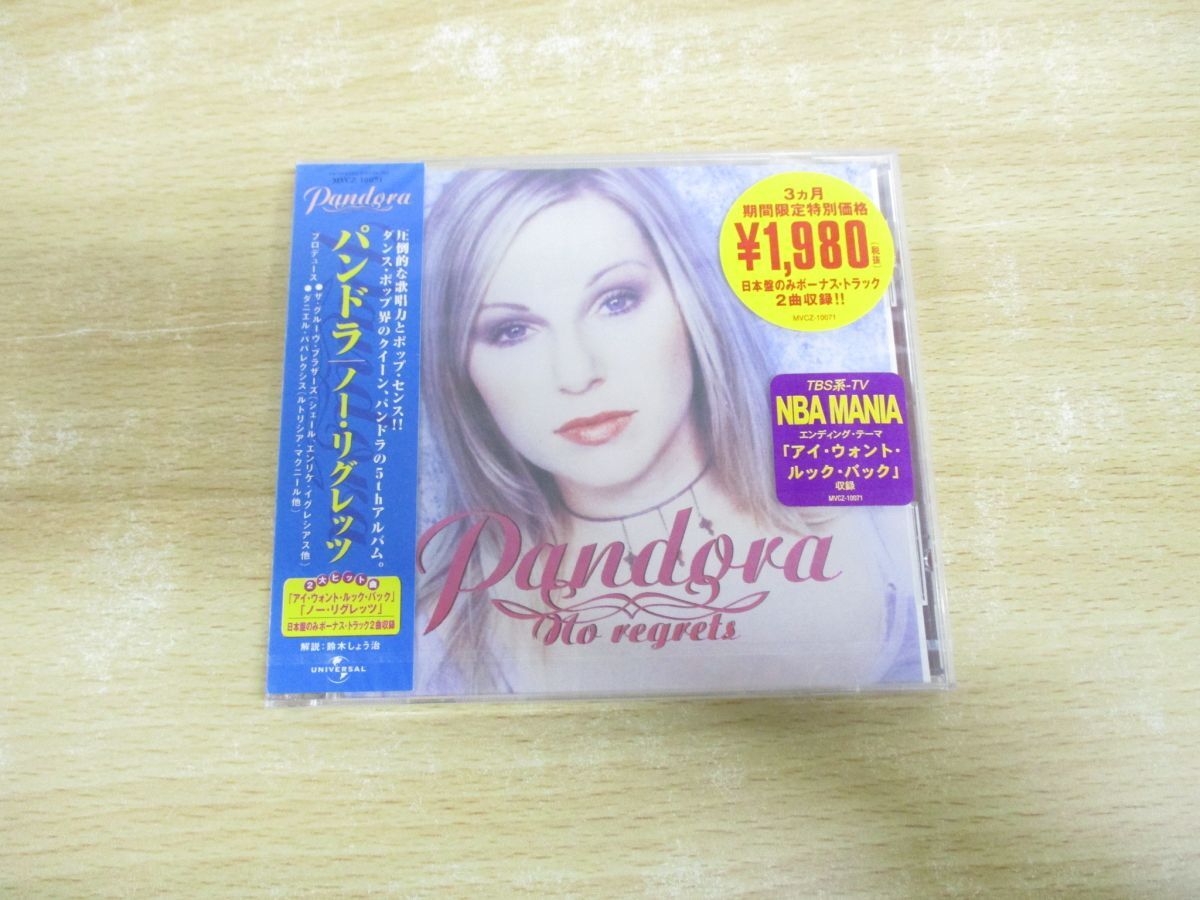 MVCZ-10071
Pandora
圧倒的な歌唱力とポップ・センス!!
ダンス・ポップ界のクイーン、パンドラの5thアルバム。
パンドラ|ノー・リグレッツ
プロデュース●ザ・グルーヴ・ブラザーズ(シェール、エンリケ・イグレシアス他)
●ダニエル・パパレクシス(ルトリシア・マクニール他)
2大ヒット曲
「アイ・ウォント・ルック・バック」
「ノー・リグレッツ」
日本盤のみボーナス・トラック2曲収録
解説:鈴木しょう治
UNIVERSAL
3ヵ月
期間限定特別価格
¥1,980(税抜)
日本盤のみボーナス・トラック
2曲収録!!
MVCZ-10071
TBS系-TV
NBA MANIA
エンディング・テーマ
「アイ・ウォント・
ルック・バック」
収録
MVCZ-10071
Pandora
No regrets